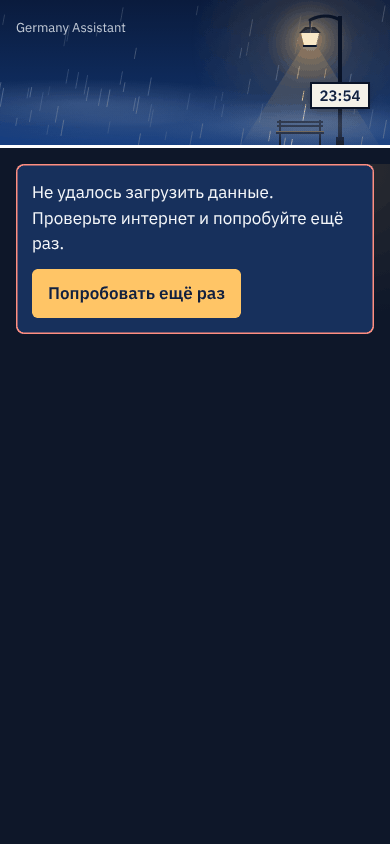 Germany Assistant
23:54
Не удалось загрузить данные.
Проверьте интернет и попробуйте ещё
раз.
Попробовать ещё раз